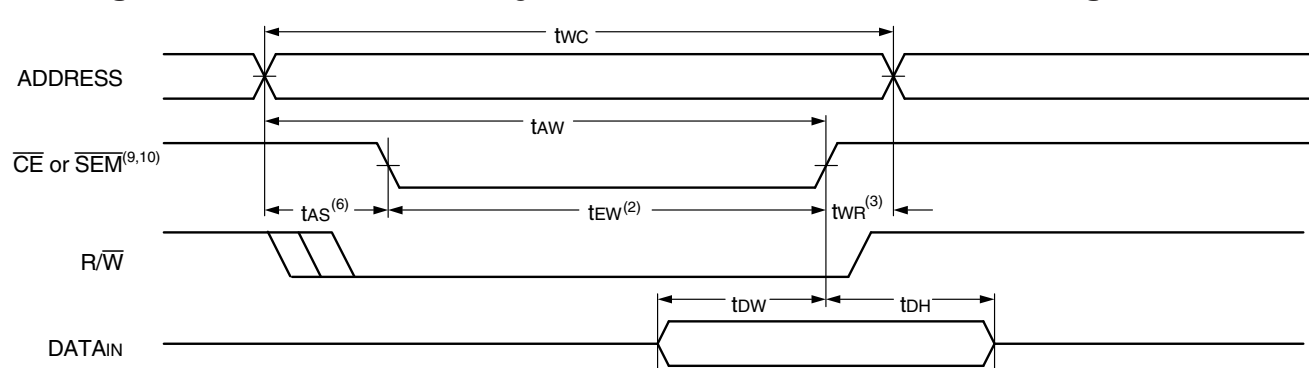 tWC
ADDRESS
tAW
CE or SEM(9,10)
tAS(6)
tEW(2)
tWR(3)
R/W
tDW
tDH
DATAIN